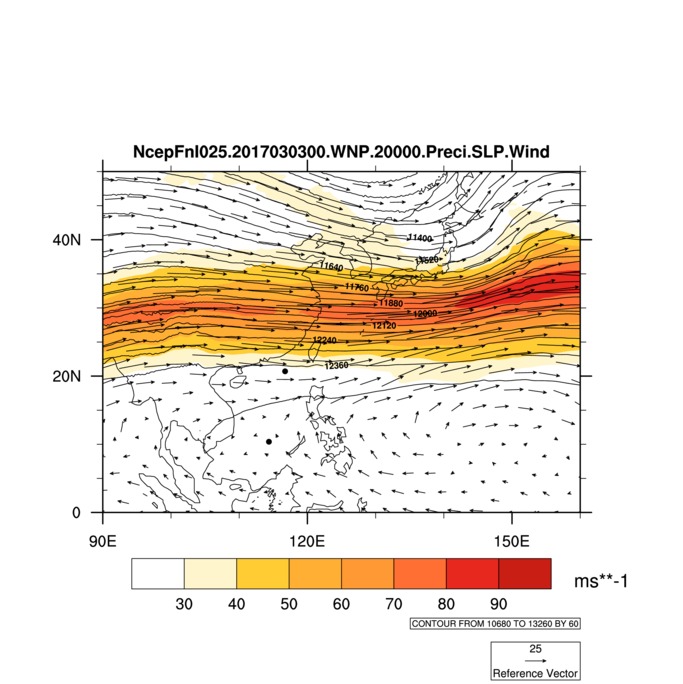 NcepFnl025.2017030300.WNP.20000.Preci.SLP.Wind
11400
40N
11520
11640
11760
11880
12000
12120
12240
12360
20N
0
90E 120E 150E
ms**-1
30 40 50 60 70 80 90
CONTOUR FROM 10680 TO 13260 BY 60
25
Reference Vector